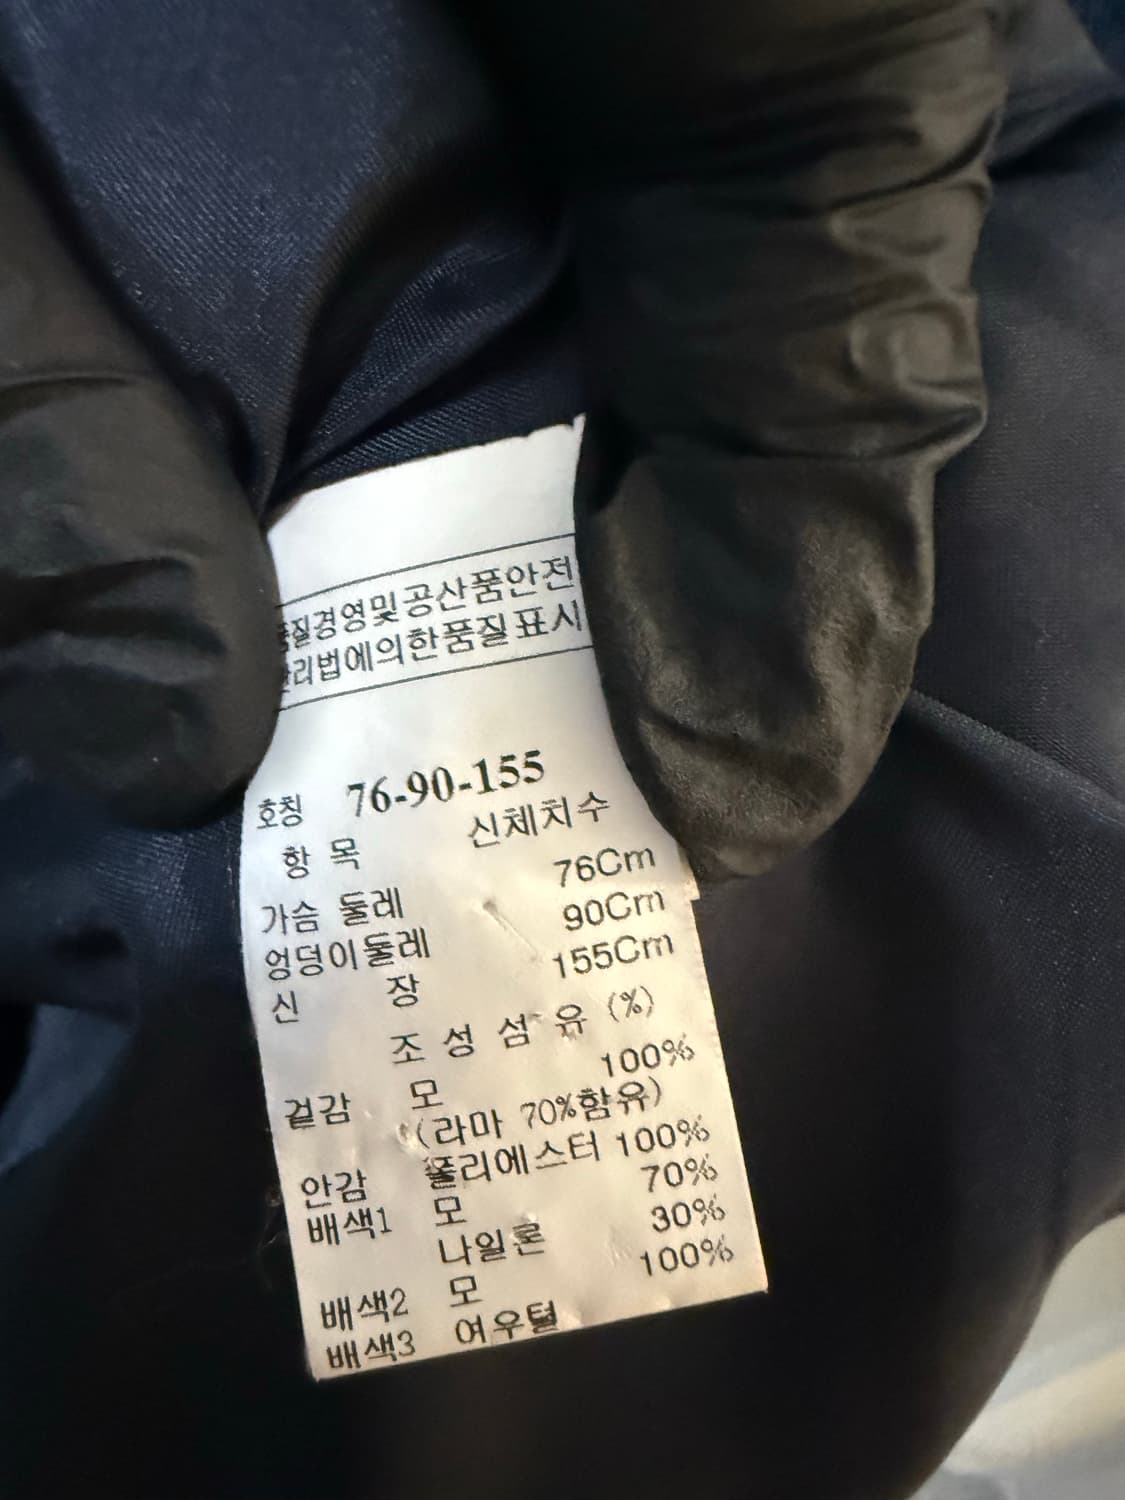 품질경영및공산품안전
관리법에의한품질표시
호칭 76-90-155
항 목 신체치수
가슴 둘레 76Cm
엉덩이둘레 90Cm
신 장 155Cm
조 성 섬 유 (%)
겉감 모 100%
(라마 70%함유)
안감 폴리에스터 100%
배색1 모 70%
나일론 30%
배색2 모 100%
배색3 여우털